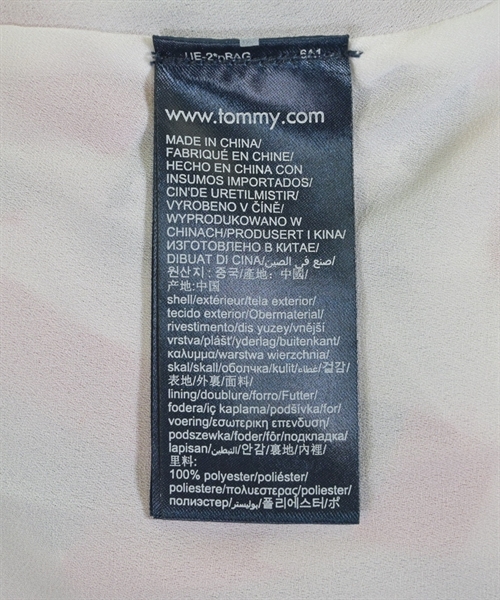 www.tommy.com
MADE IN CHINA/
FABRIQUÉ EN CHINE/
HECHO EN CHINA CON
INSUMOS IMPORTADOS/
CIN'DE URETILMISTIR/
VYROBENO V ČÍNĚ/
WYPRODUKOWANO W
CHINACH/PRODUSERT I KINA/
ИЗГОТОВЛЕНО В КИТАЕ/
DIBUAT DI CINA/صنع في الصين/
원산지 : 중국/產地：中國/
产地:中国
shell/extérieur/tela exterior/
tecido exterior/Obermaterial/
rivestimento/dis yuzey/vnější
vrstva/plášt'/yderlag/buitenkant/
καλυμμα/warstwa wierzchnia/
skal/skall/оболчка/kulit/غطاء/겉감/
表地/外裏/面料/
lining/doublure/forro/Futter/
fodera/iç kaplama/podšívka/for/
voering/εσωτερικη επενδυση/
podszewka/foder/fôr/подкладка/
lapisan/التبطين/안감/裏地/內裡/
里料:
100% polyester/poliéster/
poliestere/πολυεστερας/poliester/
полиэстер/بوليستر/폴리에스터/ポ